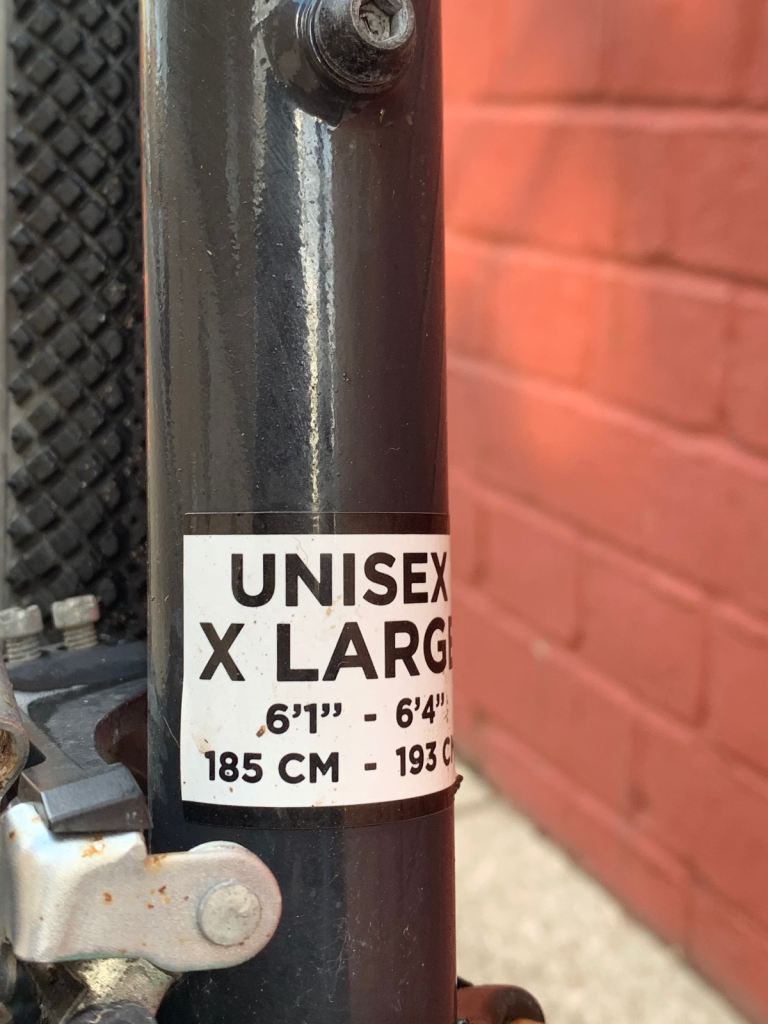 UNISEX
X LARGE
6'1” - 6'4”
185 CM - 193 C